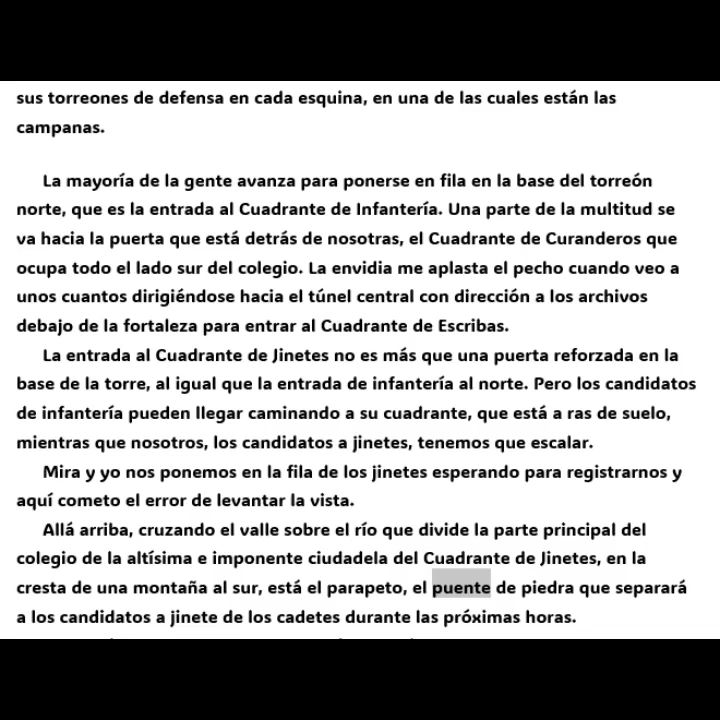 sus torreones de defensa en cada esquina, en una de las cuales están las
campanas.
La mayoría de la gente avanza para ponerse en fila en la base del torreón
norte, que es la entrada al Cuadrante de Infantería. Una parte de la multitud se
va hacia la puerta que está detrás de nosotras, el Cuadrante de Curanderos que
ocupa todo el lado sur del colegio. La envidia me aplasta el pecho cuando veo a
unos cuantos dirigiéndose hacia el túnel central con dirección a los archivos
debajo de la fortaleza para entrar al Cuadrante de Escribas.
La entrada al Cuadrante de Jinetes no es más que una puerta reforzada en la
base de la torre, al igual que la entrada de infantería al norte. Pero los candidatos
de infantería pueden llegar caminando a su cuadrante, que está a ras de suelo,
mientras que nosotros, los candidatos a jinetes, tenemos que escalar.
Mira y yo nos ponemos en la fila de los jinetes esperando para registrarnos y
aquí cometo el error de levantar la vista.
Allá arriba, cruzando el valle sobre el río que divide la parte principal del
colegio de la altísima e imponente ciudadela del Cuadrante de Jinetes, en la
cresta de una montaña al sur, está el parapeto, el puente de piedra que separará
a los candidatos a jinete de los cadetes durante las próximas horas.